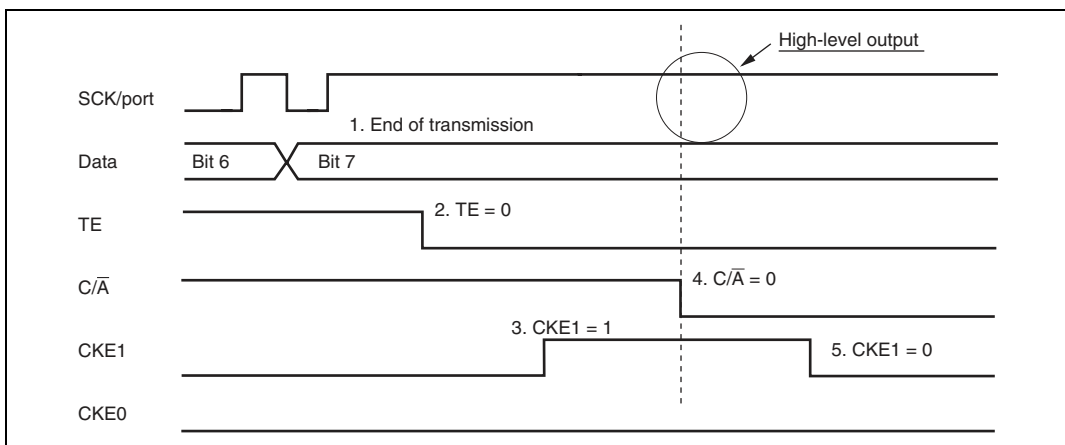 High-level output
SCK/port
1. End of transmission
Data
Bit 6
Bit 7
TE
2. TE = 0
C/A̅
4. C/A̅ = 0
3. CKE1 = 1
CKE1
5. CKE1 = 0
CKE0